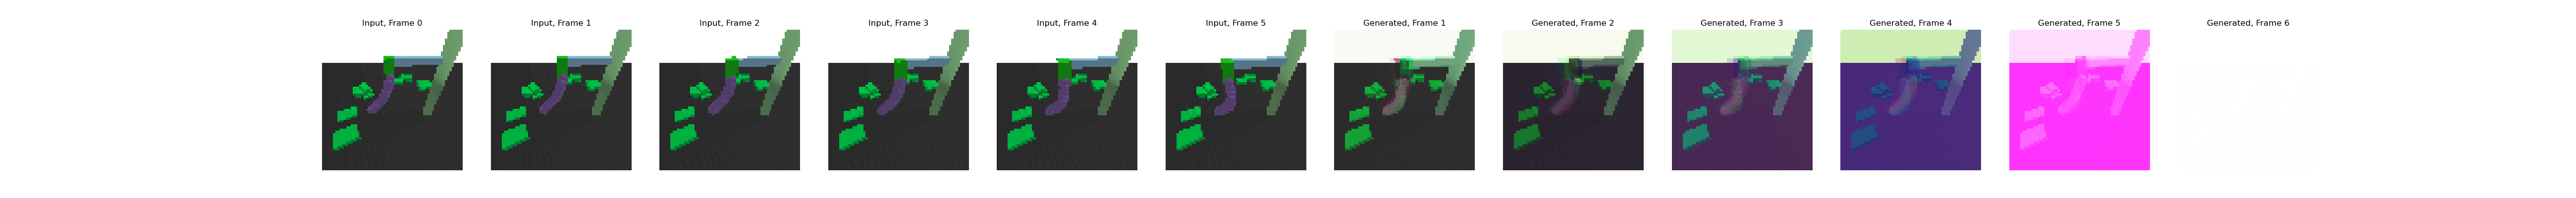 Input, Frame 0
Input, Frame 1
Input, Frame 2
Input, Frame 3
Input, Frame 4
Input, Frame 5
Generated, Frame 1
Generated, Frame 2
Generated, Frame 3
Generated, Frame 4
Generated, Frame 5
Generated, Frame 6